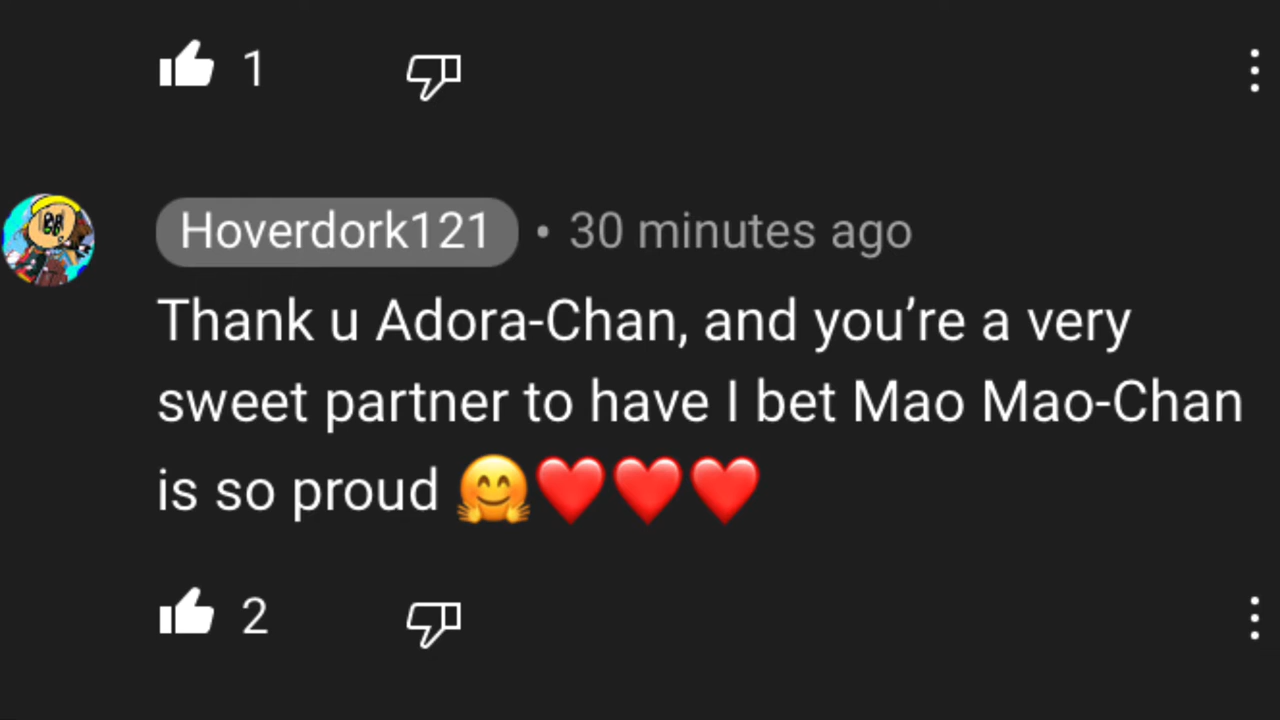 1
Hoverdork121 • 30 minutes ago
Thank u Adora-Chan, and you’re a very
sweet partner to have I bet Mao Mao-Chan
is so proud 🤗❤️❤️❤️
2